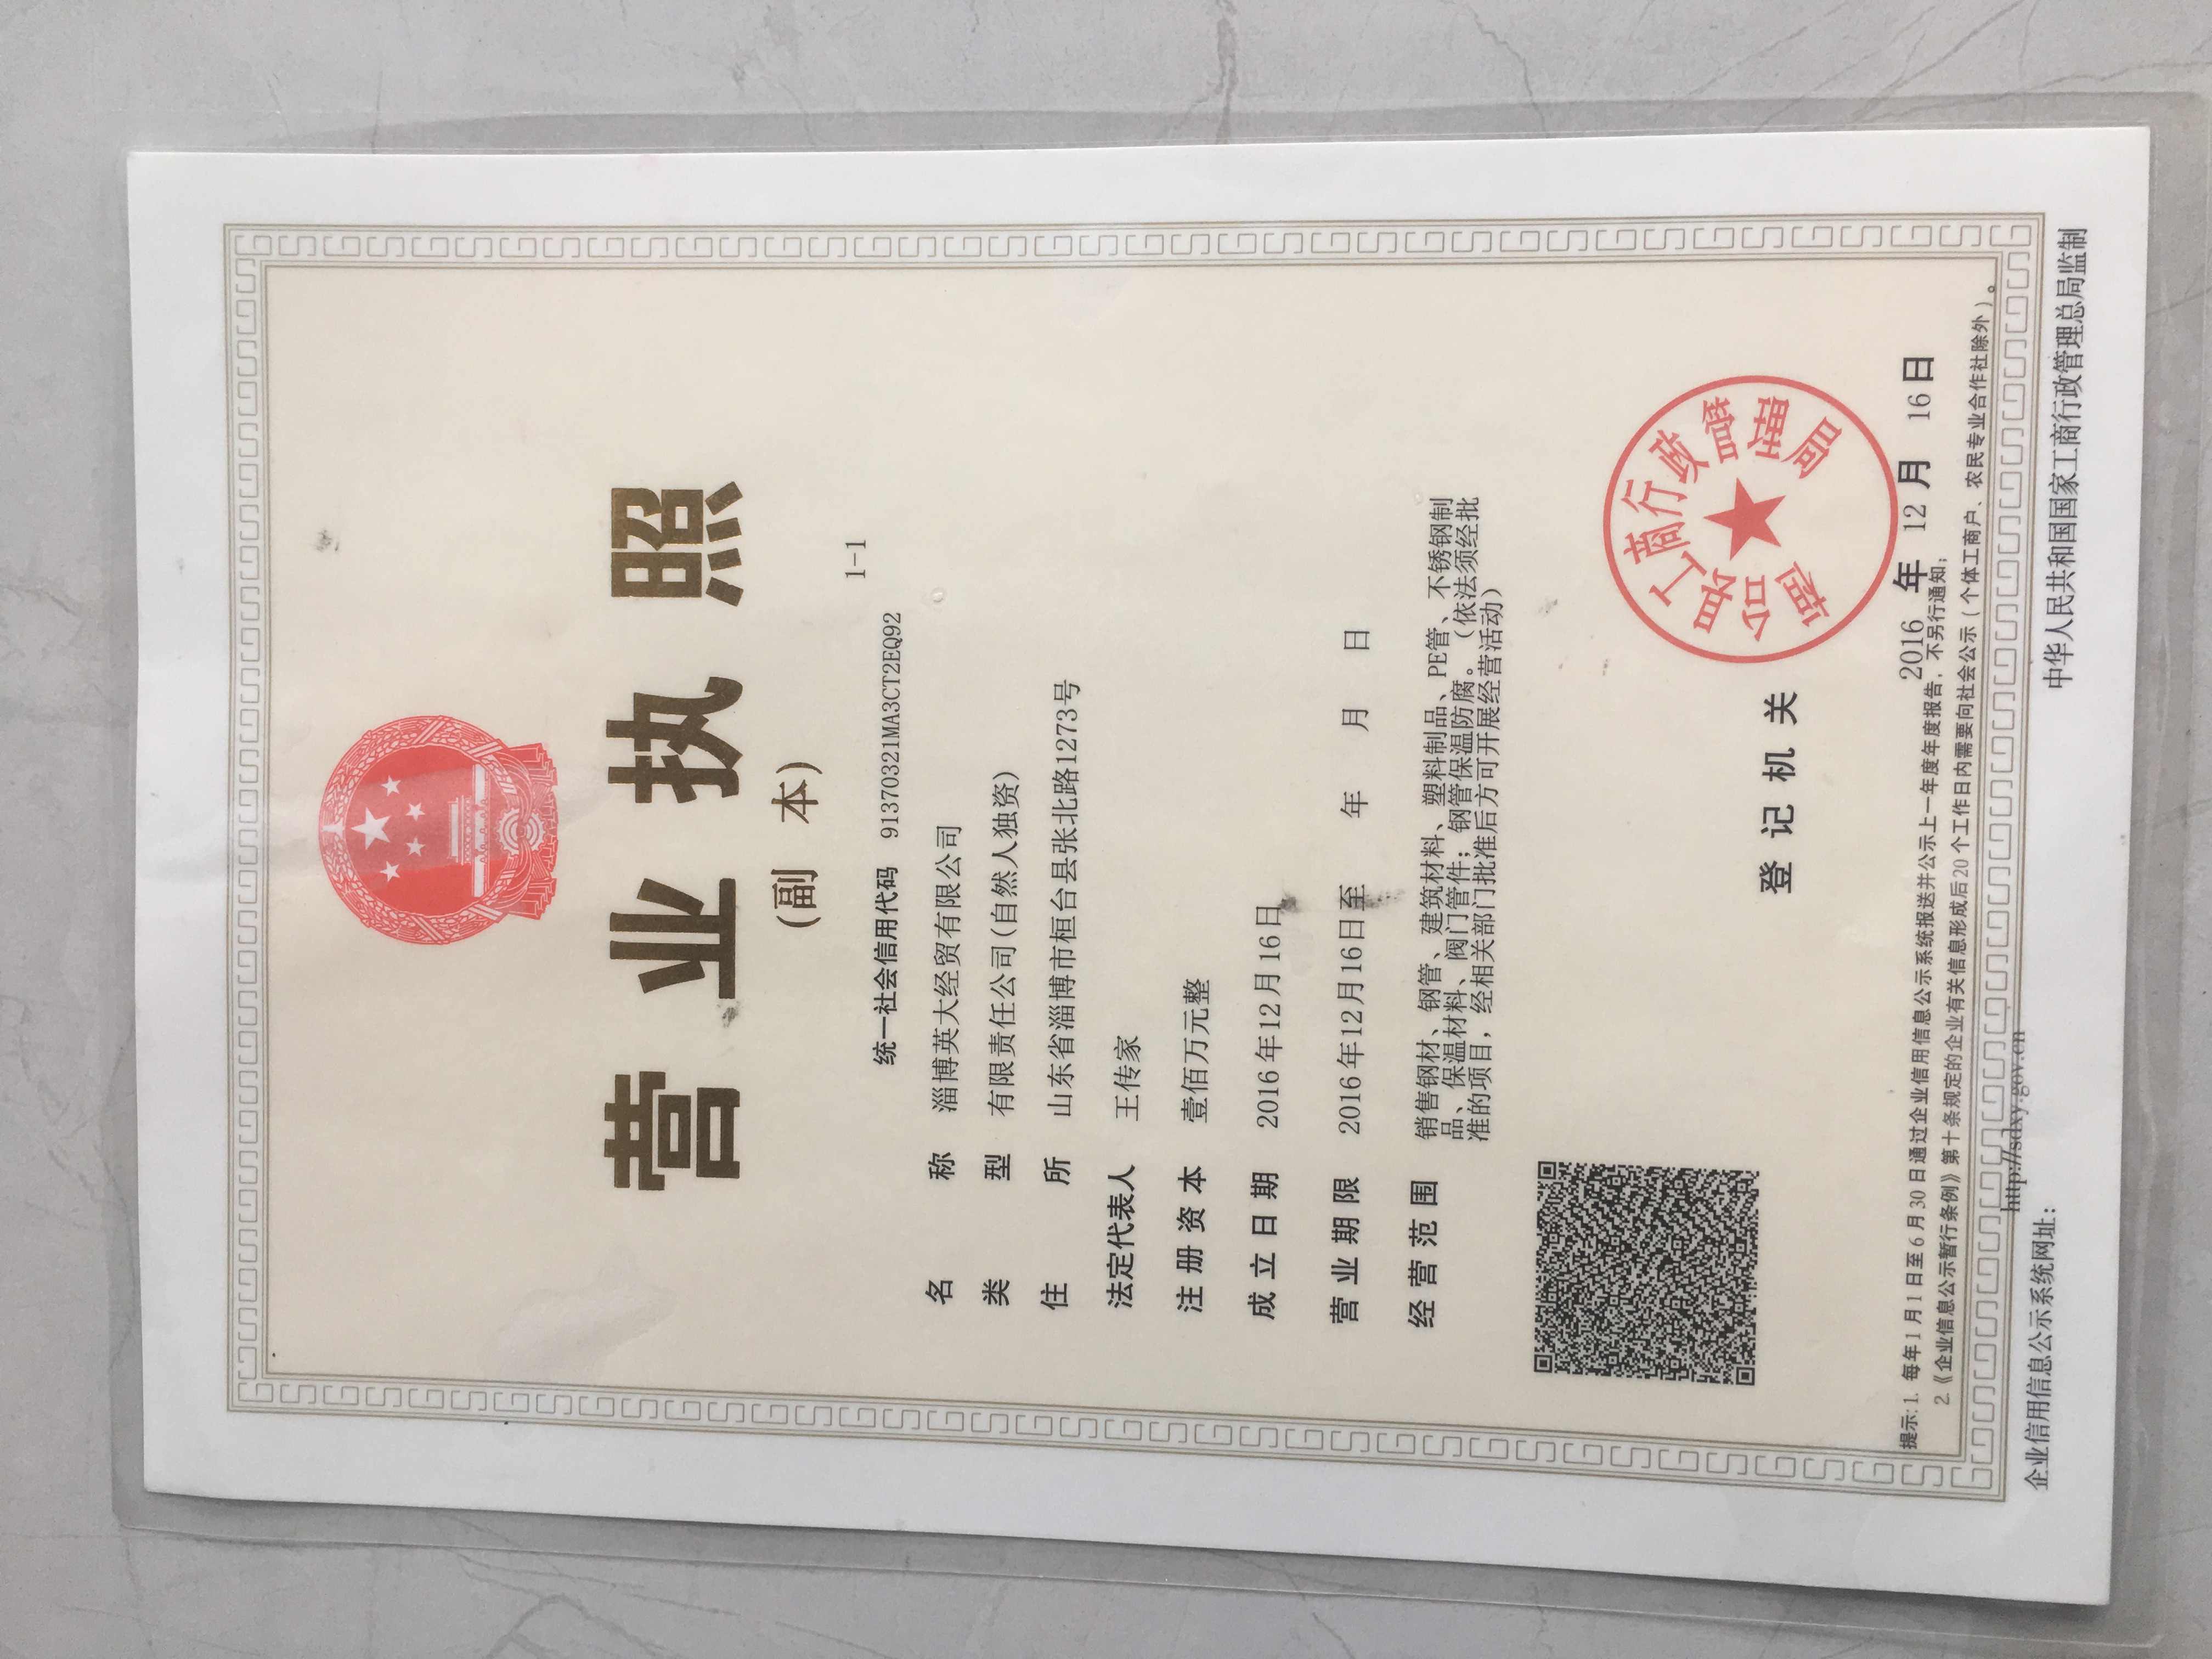 营业执照
(副 本)
1-1
统一社会信用代码 91370321MA3CT2EQ92
名 称 淄博英大经贸有限公司
类 型 有限责任公司(自然人独资)
住 所 山东省淄博市桓台县张北路1273号
法定代表人 王传家
注册资本 壹佰万元整
成立日期 2016年12月16日
营业期限 2016年12月16日至 年 月 日
经营范围 销售钢材、钢管、建筑材料、塑料制品、PE管、不锈钢制
品、保温材料、阀门管件；钢管保温防腐。（依法须经批
准的项目，经相关部门批准后方可开展经营活动）
桓台县工商行政管理局
登记机关
2016 年 12 月 16 日
提示: 1. 每年1月1日至6月30日通过企业信用信息公示系统报送并公示上一年度年度报告，不另行通知;
2.《企业信息公示暂行条例》第十条规定的企业有关信息形成后20个工作日内需要向社会公示（个体工商户、农民专业合作社除外）。
http://sdxy.gov.cn
企业信用信息公示系统网址:
中华人民共和国国家工商行政管理总局监制